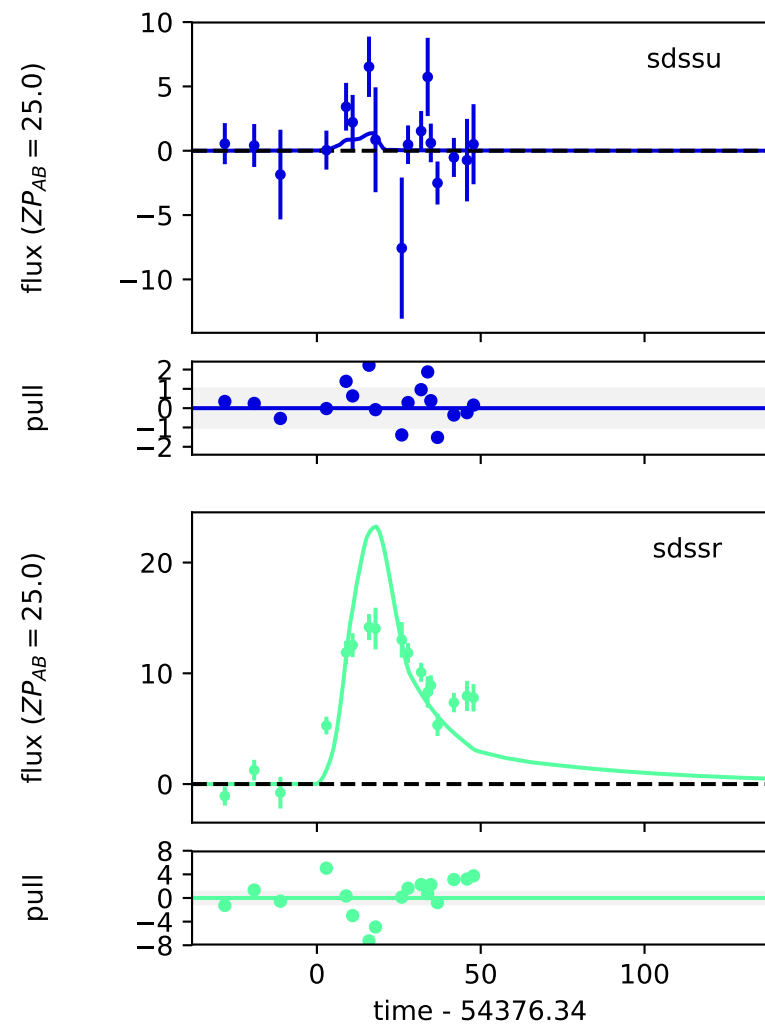 10
5
0
−5
−10
flux (ZP_AB = 25.0)
sdssu
2
1
0
−1
−2
pull
20
10
0
flux (ZP_AB = 25.0)
sdssr
8
4
0
−4
−8
pull
0 50 100
time - 54376.34